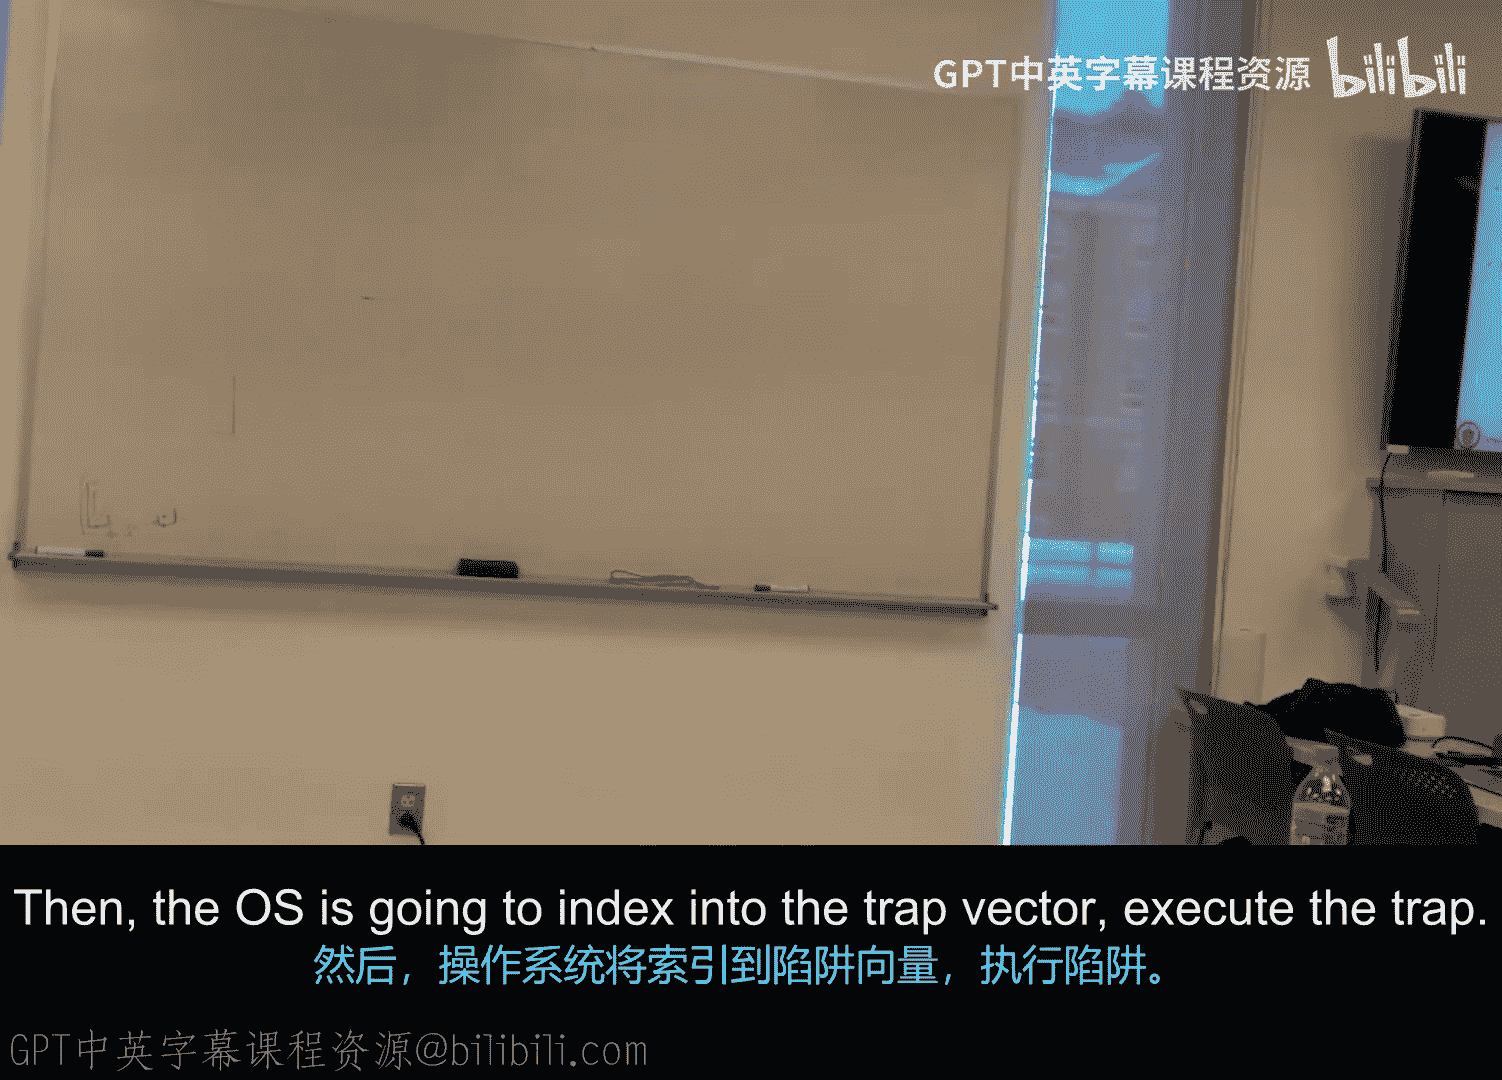 GPT中英字幕课程资源 bilibili
Then, the OS is going to index into the trap vector, execute the trap.
然后，操作系统将索引到陷阱向量，执行陷阱。
GPT中英字幕课程资源@bilibili.com